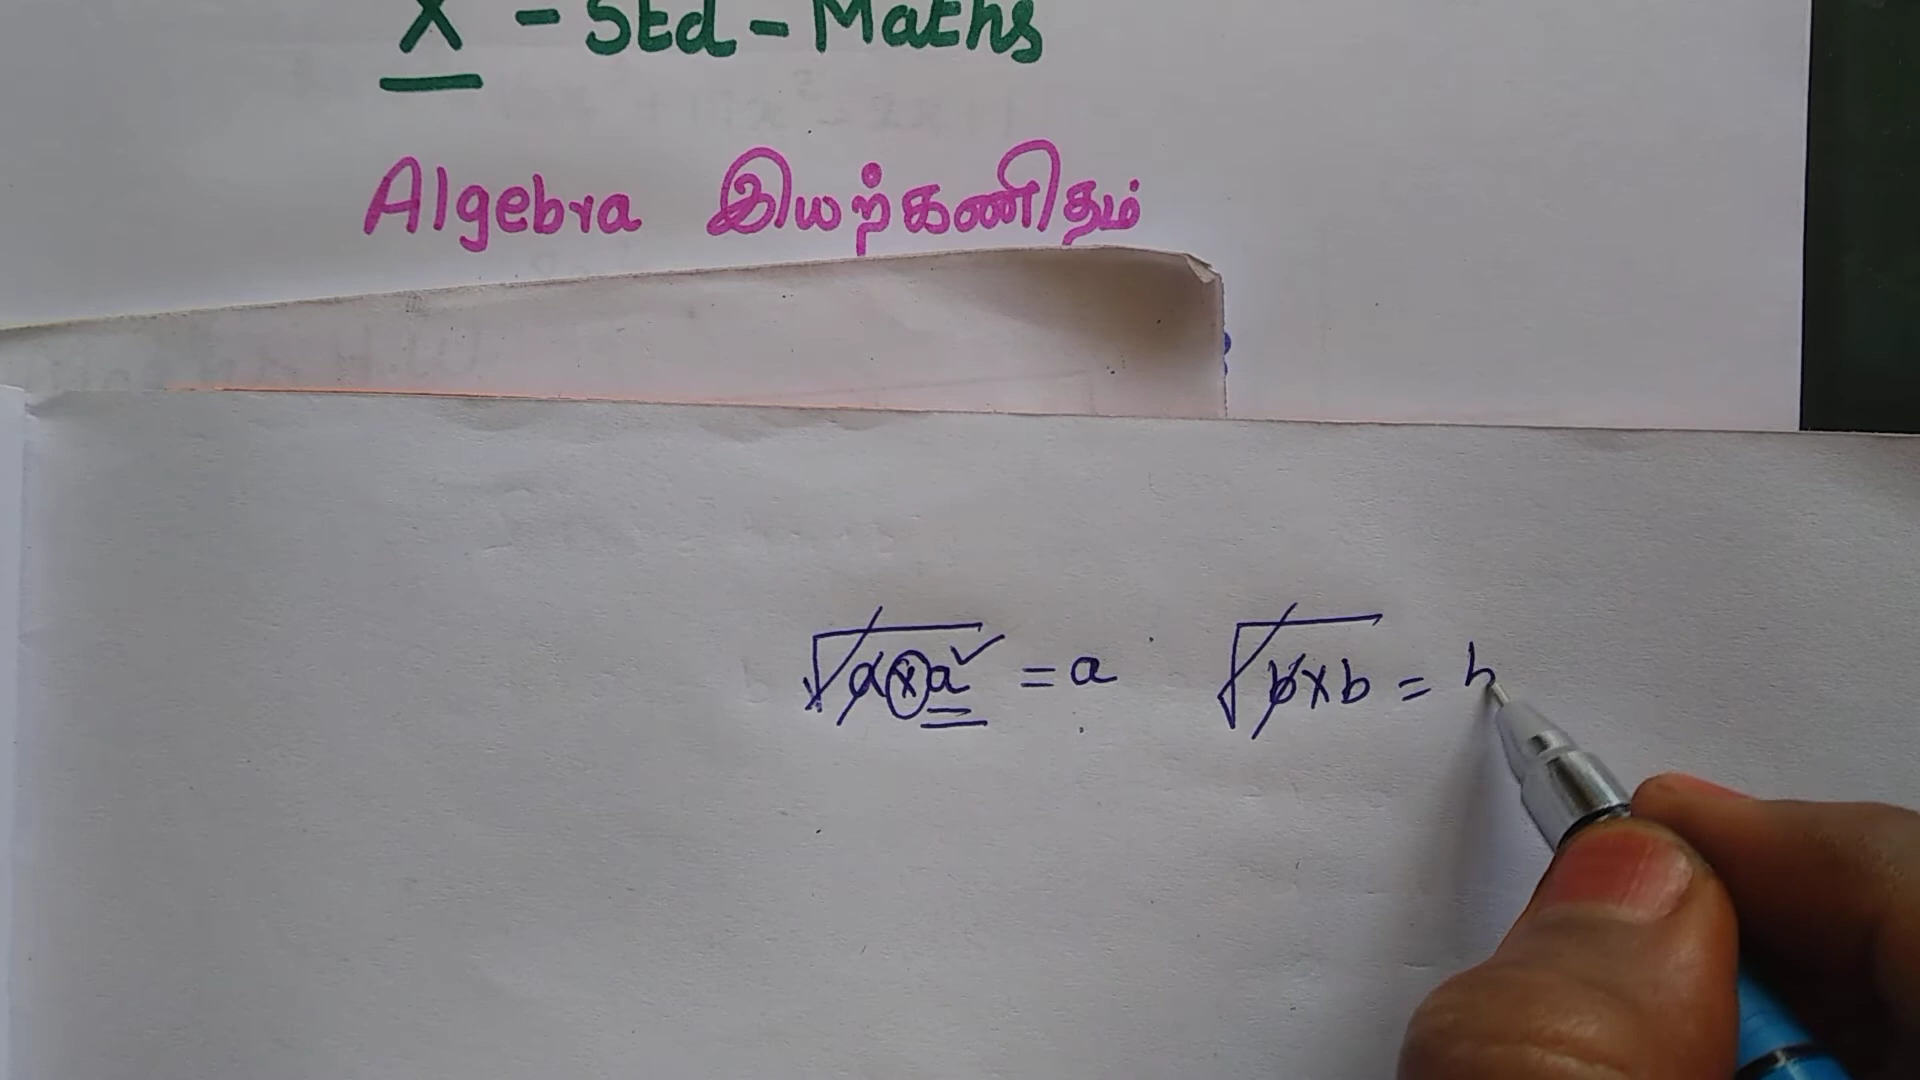 X - Std - Maths
Algebra இயற்கணிதம்
√a×a = a √b×b = b